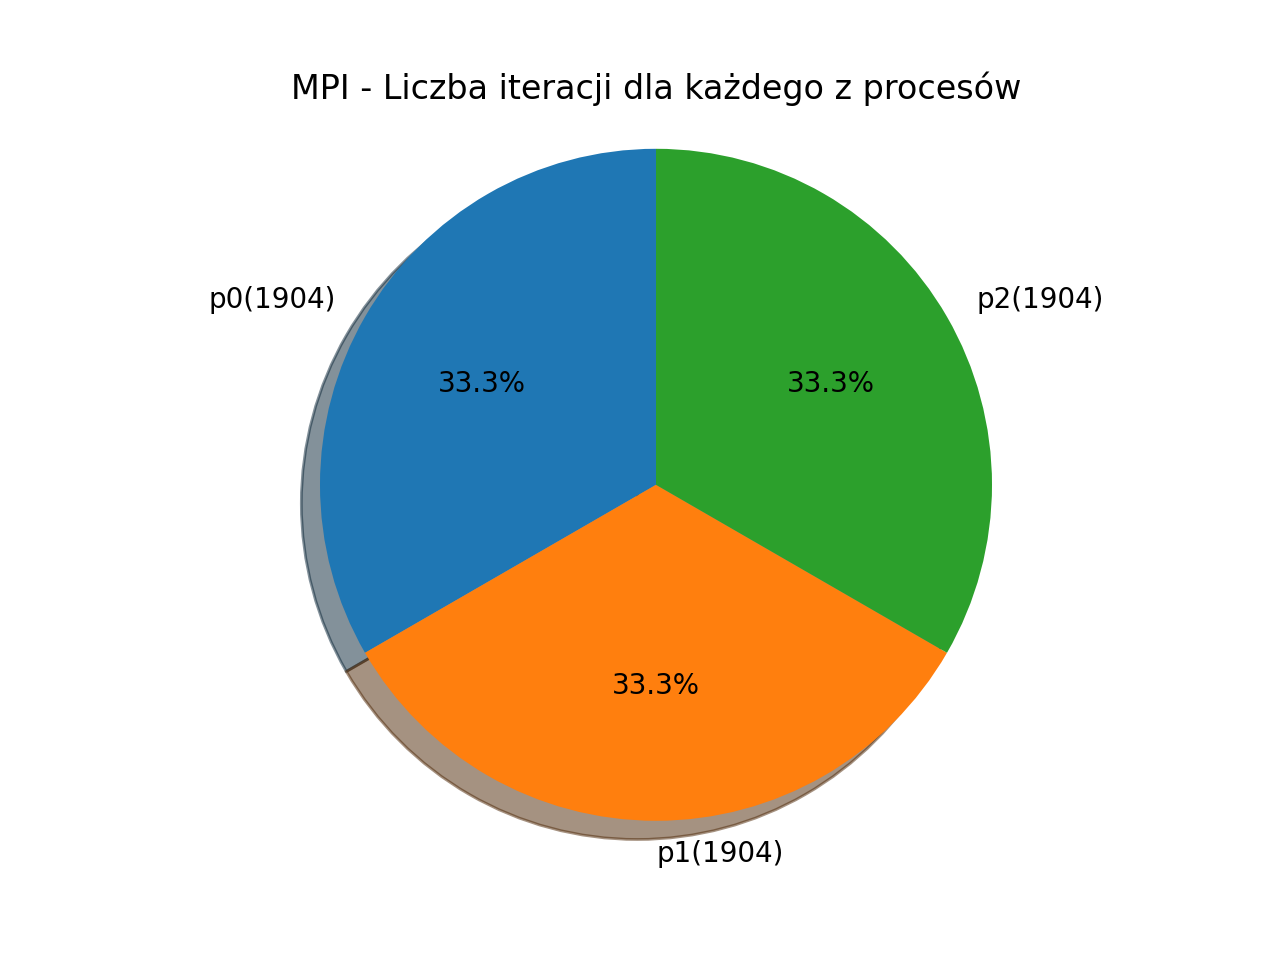 MPI - Liczba iteracji dla każdego z procesów
p0(1904)
p2(1904)
33.3%
33.3%
33.3%
p1(1904)